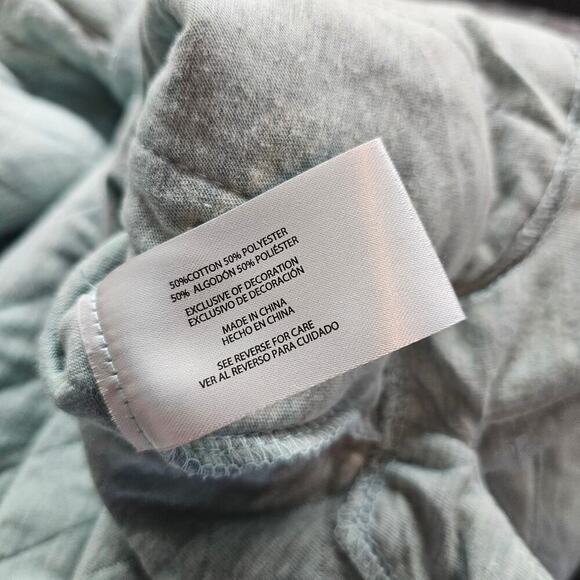 50%COTTON 50% POLYESTER
50% ALGODÓN 50% POLIÉSTER
EXCLUSIVE OF DECORATION
EXCLUSIVO DE DECORACIÓN
MADE IN CHINA
HECHO EN CHINA
SEE REVERSE FOR CARE
VER AL REVERSO PARA CUIDADO